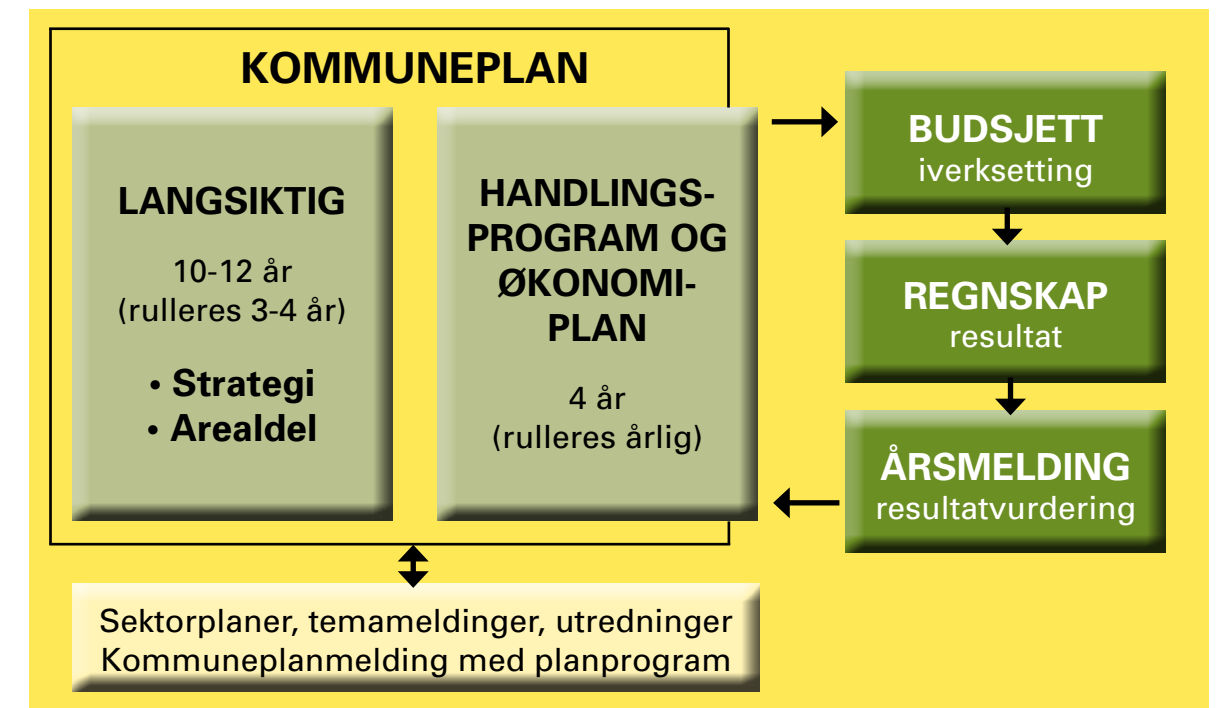 KOMMUNEPLAN
LANGSIKTIG
10-12 år
(rulleres 3-4 år)
• Strategi
• Arealdel
HANDLINGS-
PROGRAM OG
ØKONOMI-
PLAN
4 år
(rulleres årlig)
BUDSJETT
iverksetting
REGNSKAP
resultat
ÅRSMELDING
resultatvurdering
Sektorplaner, temameldinger, utredninger
Kommuneplanmelding med planprogram